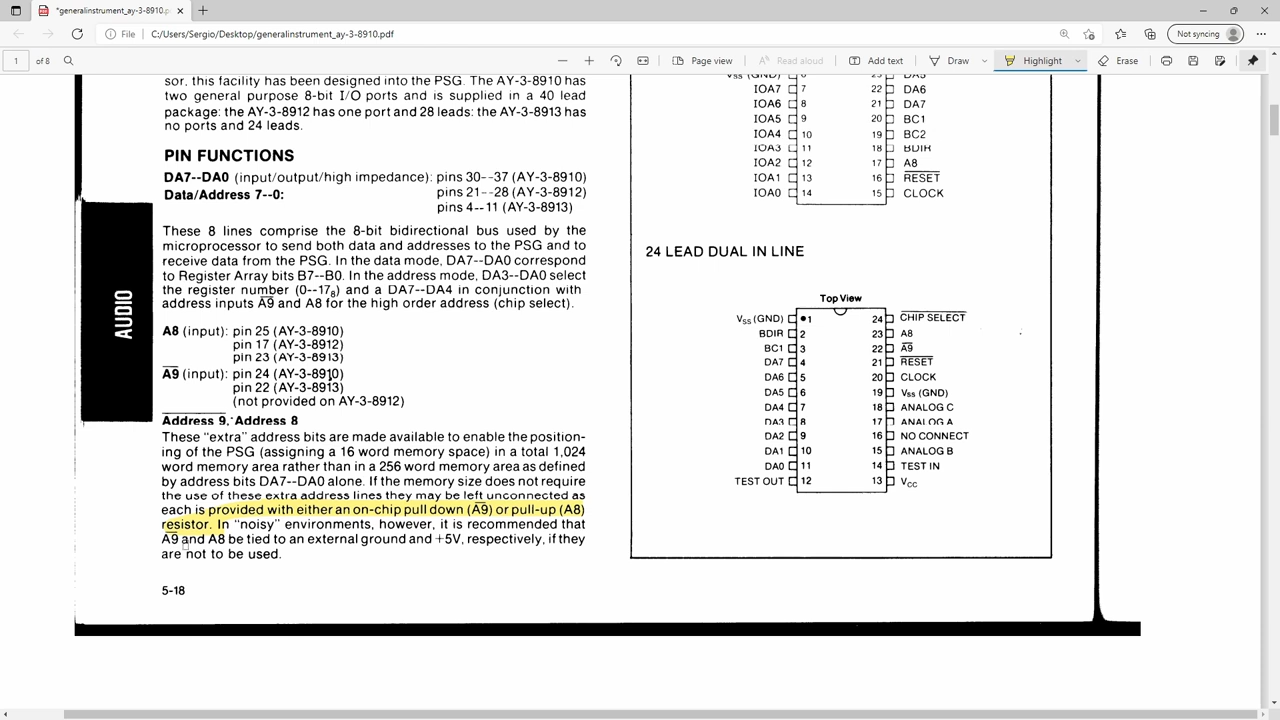 *generalinstrument_ay-3-8910.pdf
File C:/Users/Sergio/Desktop/generalinstrument_ay-3-8910.pdf
Not syncing
1 of 8
Page view
Read aloud
Add text
Draw
Highlight
Erase
sor, this facility has been designed into the PSG. The AY-3-8910 has
two general purpose 8-bit I/O ports and is supplied in a 40 lead
package: the AY-3-8912 has one port and 28 leads: the AY-3-8913 has
no ports and 24 leads.
PIN FUNCTIONS
DA7--DA0 (input/output/high impedance): pins 30--37 (AY-3-8910)
Data/Address 7--0: pins 21--28 (AY-3-8912)
pins 4--11 (AY-3-8913)
These 8 lines comprise the 8-bit bidirectional bus used by the
microprocessor to send both data and addresses to the PSG and to
receive data from the PSG. In the data mode, DA7--DA0 correspond
to Register Array bits B7--B0. In the address mode, DA3--DA0 select
the register number (0--17₈) and a DA7--DA4 in conjunction with
address inputs A̅9̅ and A8 for the high order address (chip select).
A8 (input): pin 25 (AY-3-8910)
pin 17 (AY-3-8912)
pin 23 (AY-3-8913)
A̅9̅ (input): pin 24 (AY-3-8910)
pin 22 (AY-3-8913)
(not provided on AY-3-8912)
A̅d̅d̅r̅e̅s̅s̅ ̅9̅, Address 8
These "extra" address bits are made available to enable the position-
ing of the PSG (assigning a 16 word memory space) in a total 1,024
word memory area rather than in a 256 word memory area as defined
by address bits DA7--DA0 alone. If the memory size does not require
the use of these extra address lines they may be left unconnected as
each is provided with either an on-chip pull down (A̅9̅) or pull-up (A8)
resistor. In "noisy" environments, however, it is recommended that
A̅9̅ and A8 be tied to an external ground and +5V, respectively, if they
are not to be used.
5-18
AUDIO
Vss (GND) 6 23 DA5
IOA7 7 22 DA6
IOA6 8 21 DA7
IOA5 9 20 BC1
IOA4 10 19 BC2
IOA3 11 18 BDIR
IOA2 12 17 A8
IOA1 13 16 R̅E̅S̅E̅T̅
IOA0 14 15 CLOCK
24 LEAD DUAL IN LINE
Top View
Vss (GND) 1 24 C̅H̅I̅P̅ ̅S̅E̅L̅E̅C̅T̅
BDIR 2 23 A8
BC1 3 22 A̅9̅
DA7 4 21 R̅E̅S̅E̅T̅
DA6 5 20 CLOCK
DA5 6 19 Vss (GND)
DA4 7 18 ANALOG C
DA3 8 17 ANALOG A
DA2 9 16 NO CONNECT
DA1 10 15 ANALOG B
DA0 11 14 TEST IN
TEST OUT 12 13 Vcc